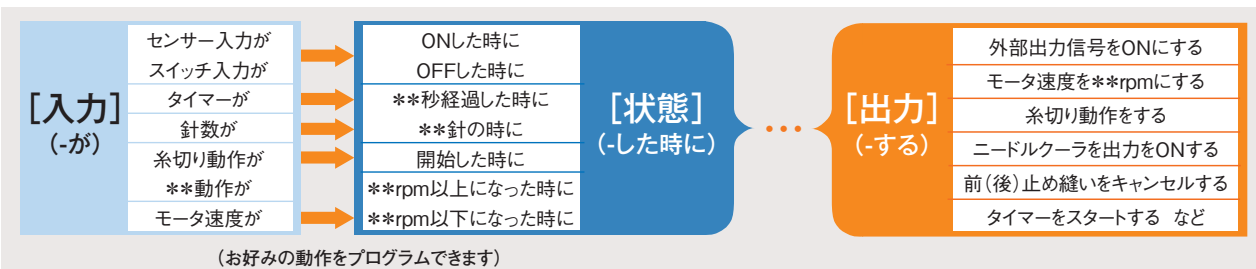 [入力]
(-が)
センサー入力が
スイッチ入力が
タイマーが
針数が
糸切り動作が
**動作が
モータ速度が
ONした時に
OFFした時に
**秒経過した時に
**針の時に
開始した時に
**rpm以上になった時に
**rpm以下になった時に
[状態]
(-した時に)
•••
[出力]
(-する)
外部出力信号をONにする
モータ速度を**rpmにする
糸切り動作をする
ニードルクーラを出力をONする
前(後)止め縫いをキャンセルする
タイマーをスタートする など
(お好みの動作をプログラムできます)